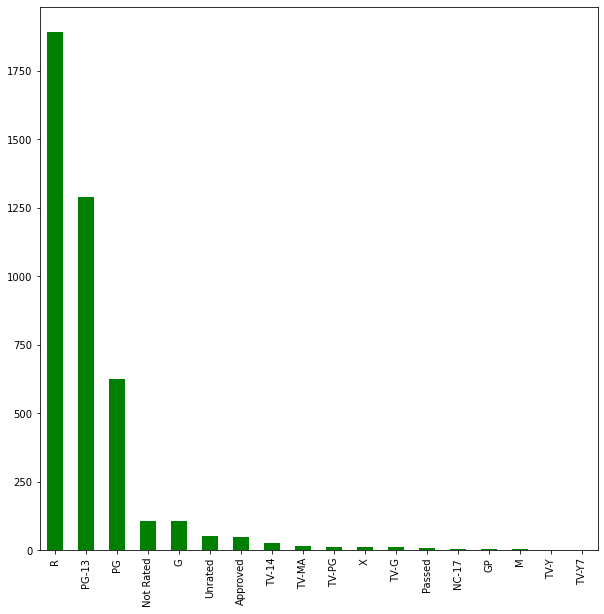 1750
1500
1250
1000
750
500
250
0
R
PG-13
PG
Not Rated
G
Unrated
Approved
TV-14
TV-MA
TV-PG
X
TV-G
Passed
NC-17
GP
M
TV-Y
TV-Y7